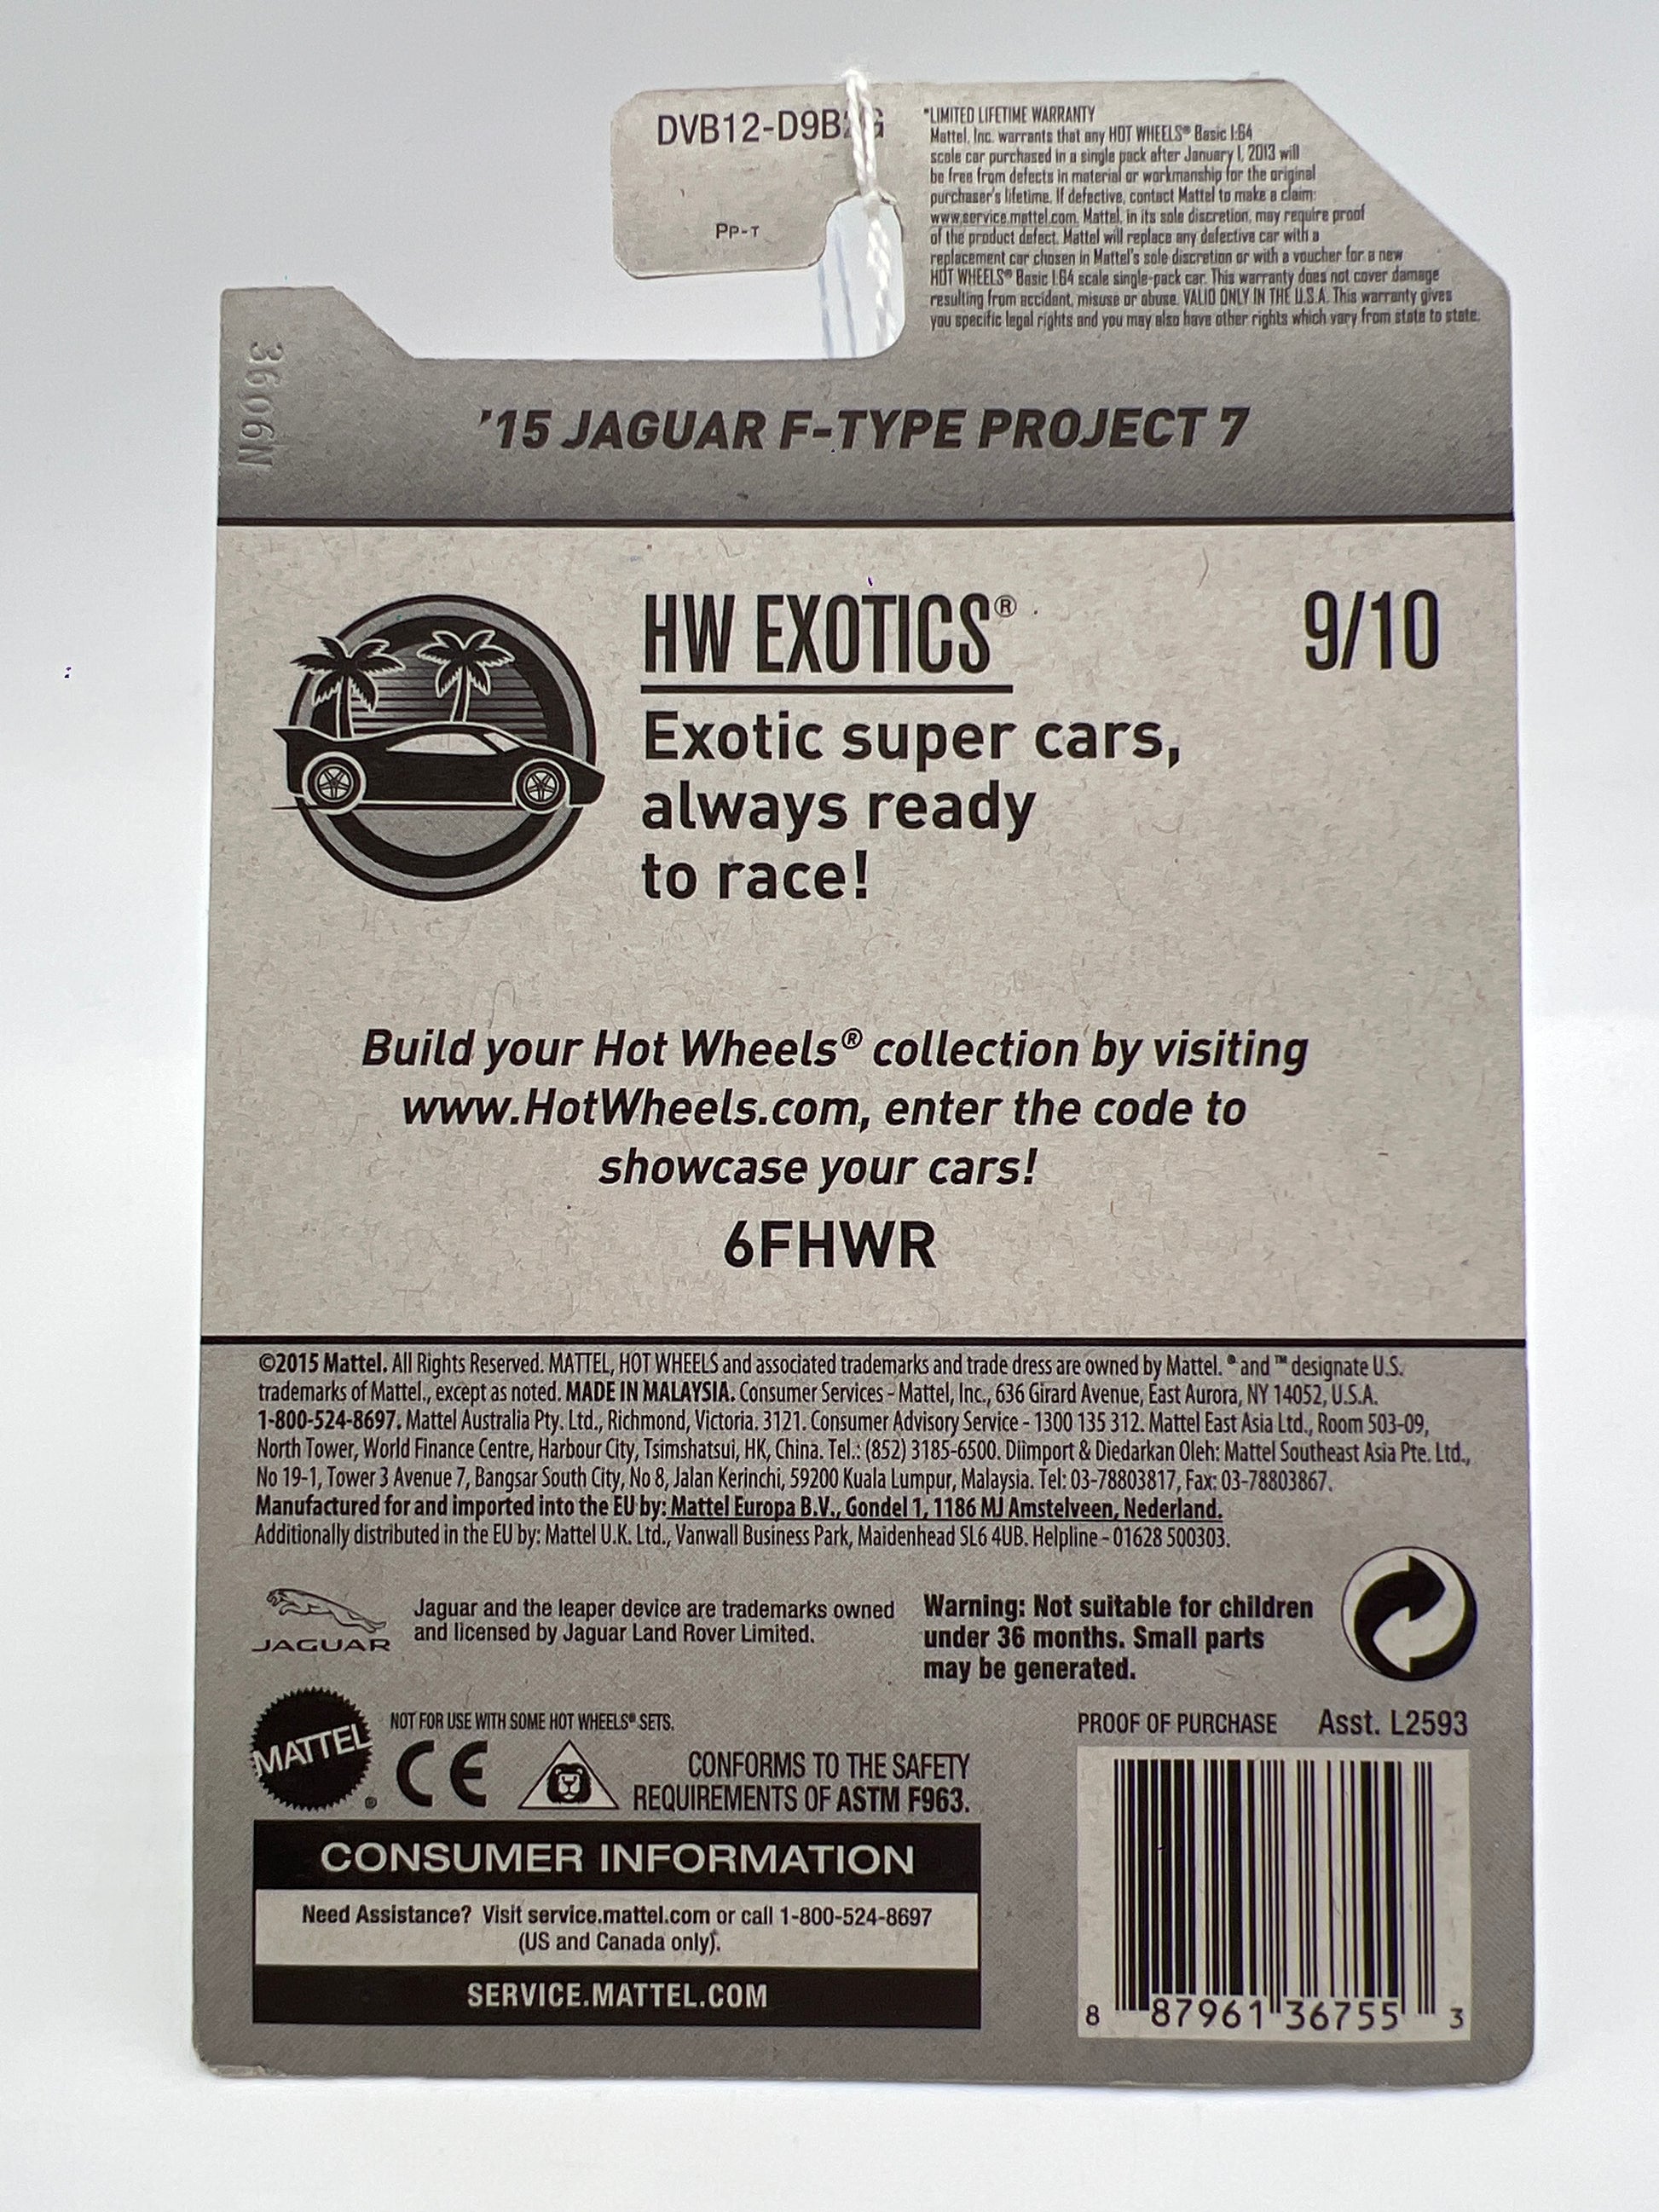 DVB12-D9B
Pp-T
*LIMITED LIFETIME WARRANTY
Mattel, Inc. warrants that any HOT WHEELS® Basic 1:64
scale car purchased in a single pack after January 1, 2013 will
be free from defects in material or workmanship for the original
purchaser's lifetime. If defective, contact Mattel to make a claim:
www.service.mattel.com. Mattel, in its sole discretion, may require proof
of the product defect. Mattel will replace any defective car with a
replacement car chosen in Mattel's sole discretion or with a voucher for a new
HOT WHEELS® Basic 1:64 scale single-pack car. This warranty does not cover damage
resulting from accident, misuse or abuse. VALID ONLY IN THE U.S.A. This warranty gives
you specific legal rights and you may also have other rights which vary from state to state.
'15 JAGUAR F-TYPE PROJECT 7
HW EXOTICS®
9/10
Exotic super cars,
always ready
to race!
Build your Hot Wheels® collection by visiting
www.HotWheels.com, enter the code to
showcase your cars!
6FHWR
©2015 Mattel. All Rights Reserved. MATTEL, HOT WHEELS and associated trademarks and trade dress are owned by Mattel. ® and ™ designate U.S.
trademarks of Mattel., except as noted. MADE IN MALAYSIA. Consumer Services - Mattel, Inc., 636 Girard Avenue, East Aurora, NY 14052, U.S.A.
1-800-524-8697. Mattel Australia Pty. Ltd., Richmond, Victoria. 3121. Consumer Advisory Service - 1300 135 312. Mattel East Asia Ltd., Room 503-09,
North Tower, World Finance Centre, Harbour City, Tsimshatsui, HK, China. Tel.: (852) 3185-6500. Diimport & Diedarkan Oleh: Mattel Southeast Asia Pte. Ltd.,
No 19-1, Tower 3 Avenue 7, Bangsar South City, No 8, Jalan Kerinchi, 59200 Kuala Lumpur, Malaysia. Tel: 03-78803817, Fax: 03-78803867.
Manufactured for and imported into the EU by: Mattel Europa B.V., Gondel 1, 1186 MJ Amstelveen, Nederland.
Additionally distributed in the EU by: Mattel U.K. Ltd., Vanwall Business Park, Maidenhead SL6 4UB. Helpline - 01628 500303.
JAGUAR
Jaguar and the leaper device are trademarks owned
and licensed by Jaguar Land Rover Limited.
Warning: Not suitable for children
under 36 months. Small parts
may be generated.
MATTEL®
NOT FOR USE WITH SOME HOT WHEELS® SETS.
CE
CONFORMS TO THE SAFETY
REQUIREMENTS OF ASTM F963.
PROOF OF PURCHASE Asst. L2593
CONSUMER INFORMATION
Need Assistance? Visit service.mattel.com or call 1-800-524-8697
(US and Canada only).
SERVICE.MATTEL.COM
8 87961 36755 3